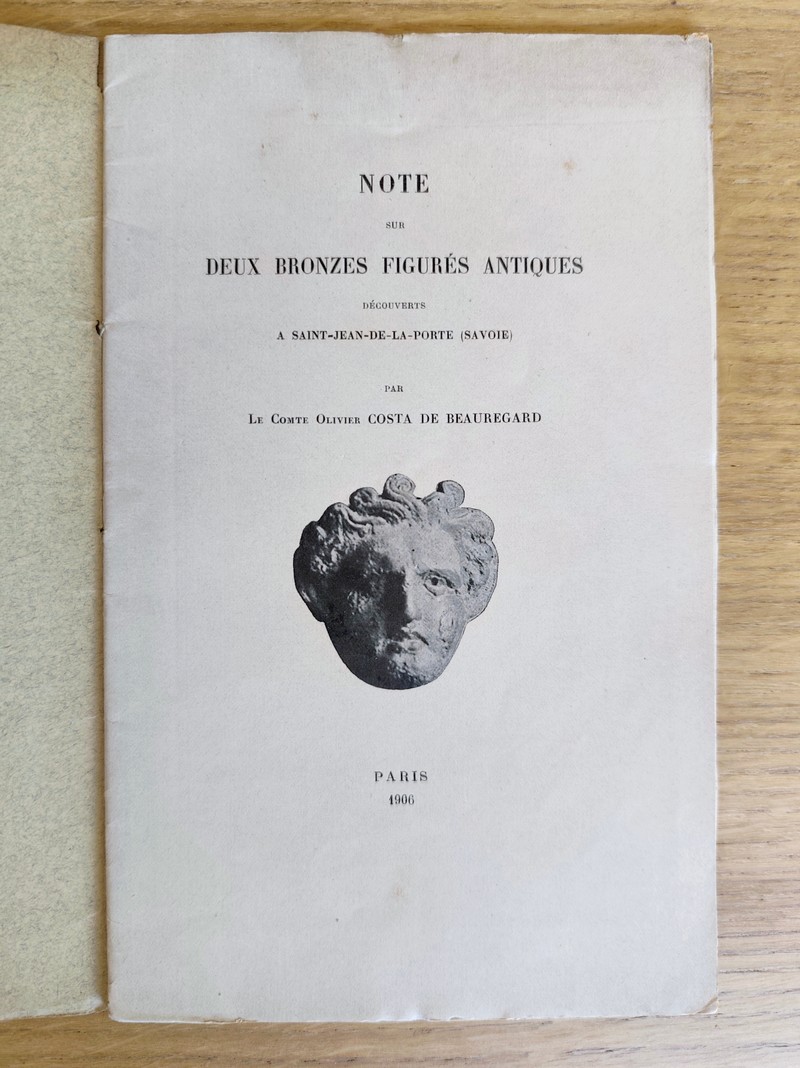 NOTE
SUR
DEUX BRONZES FIGURÉS ANTIQUES
DÉCOUVERTS
A SAINT-JEAN-DE-LA-PORTE (SAVOIE)
PAR
LE COMTE OLIVIER COSTA DE BEAUREGARD
PARIS
1906